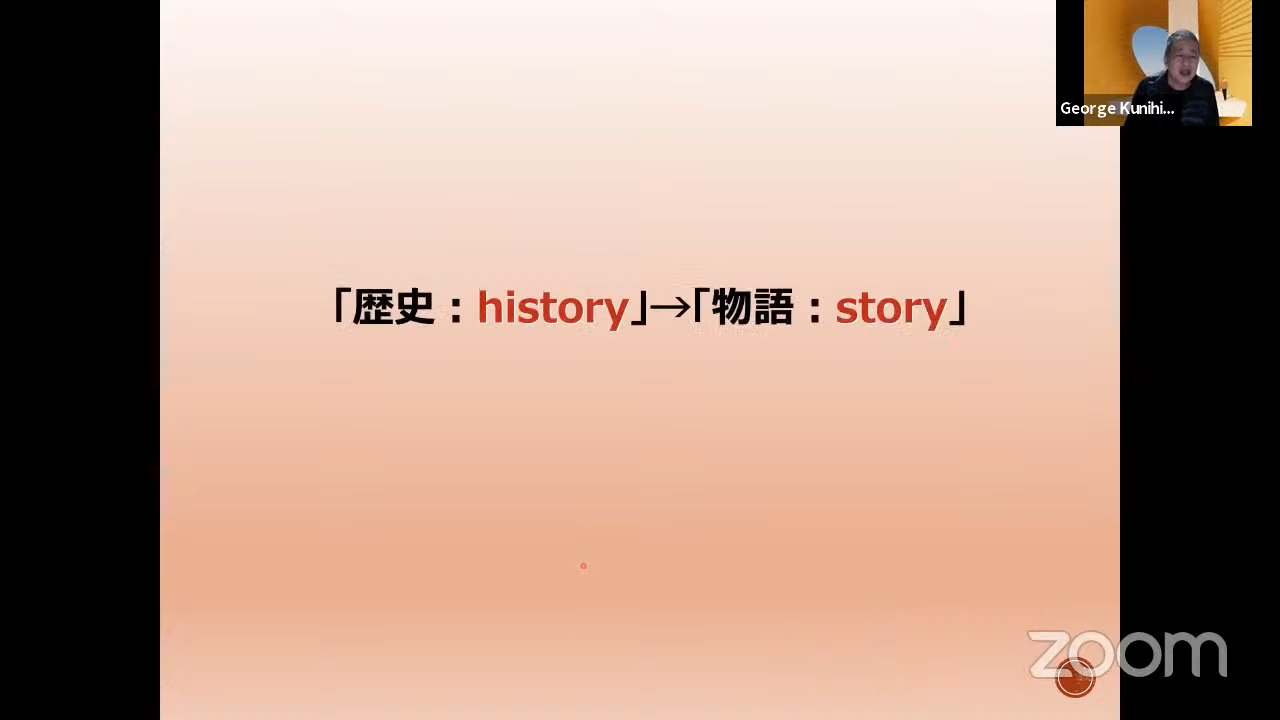 George Kunihi...
「歴史：history」→「物語：story」
zoom